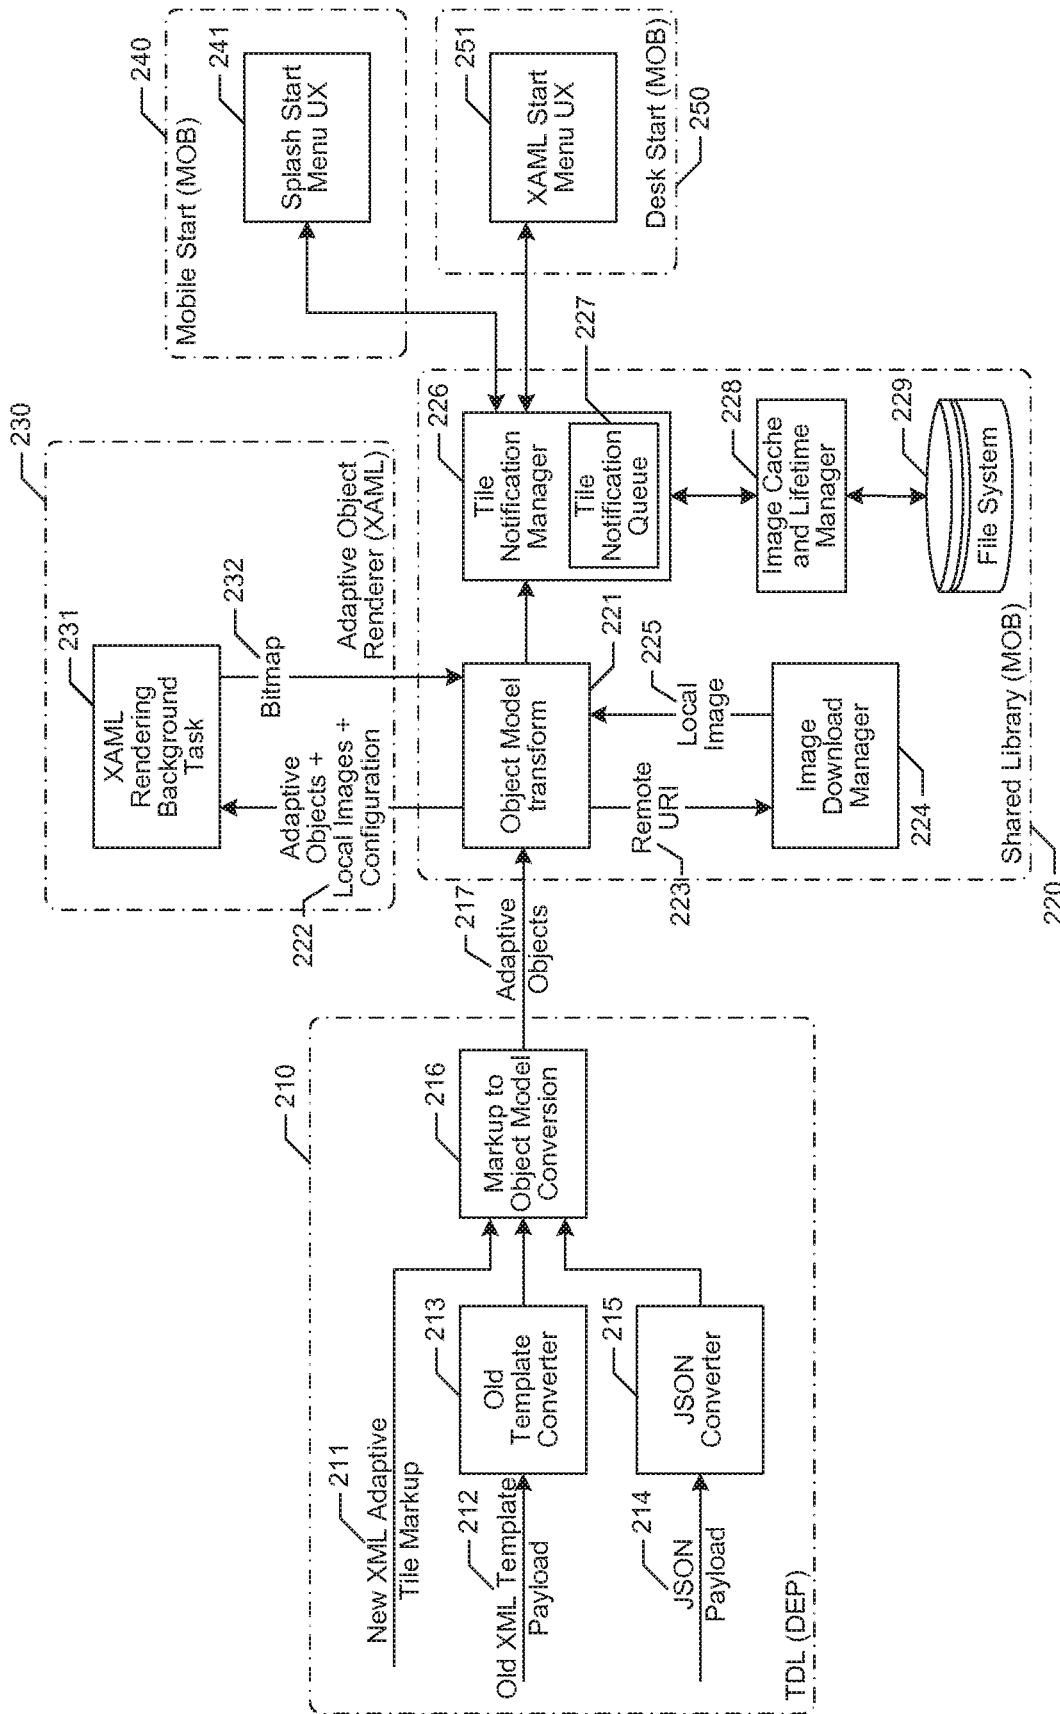 210
211
New XML Adaptive
Tile Markup
212
Old XML Template
Payload
213
Old
Template
Converter
214
JSON
Payload
215
JSON
Converter
216
Markup to
Object Model
Conversion
TDL (DEP)
217
Adaptive
Objects
230
231
XAML
Rendering
Background
Task
222
Adaptive
Objects +
Local Images +
Configuration
232
Bitmap
Adaptive Object
Renderer (XAML)
221
Object Model
transform
223
Remote
URI
225
Local
Image
224
Image
Download
Manager
226
Tile
Notification
Manager
227
Tile
Notification
Queue
228
Image Cache
and Lifetime
Manager
229
File System
Shared Library (MOB)
220
240
Mobile Start (MOB)
241
Splash Start
Menu UX
251
XAML Start
Menu UX
Desk Start (MOB)
250